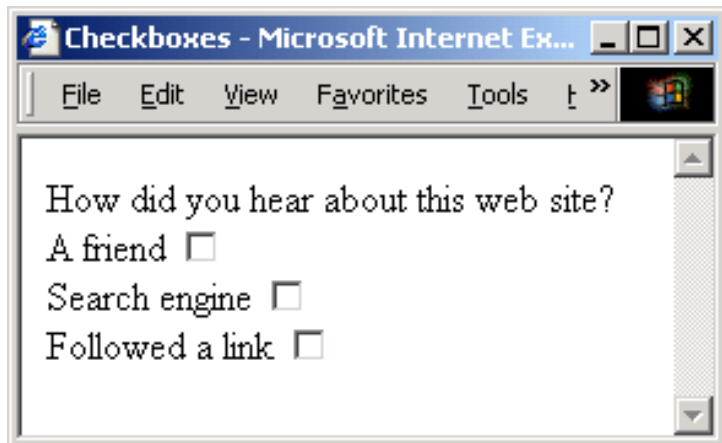 Checkboxes - Microsoft Internet Ex...
File Edit View Favorites Tools »
How did you hear about this web site?
A friend
Search engine
Followed a link